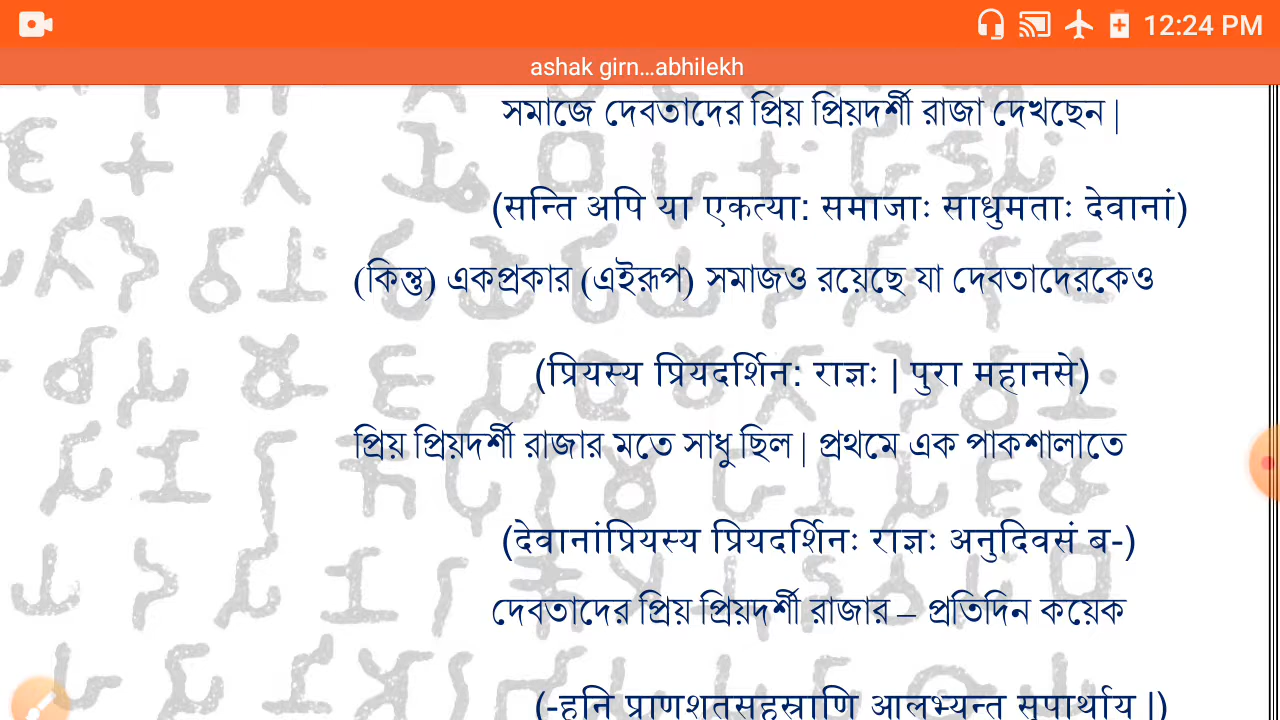 12:24 PM
ashak girn...abhilekh
সমাজে দেবতাদের প্রিয় প্রিয়দর্শী রাজা দেখছেন |
(सन्ति अपि या एकत्या: समाजाः साधुमताः देवानां)
(কিন্তু) একপ্রকার (এইরূপ) সমাজও রয়েছে যা দেবতাদেরকেও
(प्रियस्य प्रियदर्शिन: राज्ञः | पुरा महानसे)
প্রিয় প্রিয়দর্শী রাজার মতে সাধু ছিল | প্রথমে এক পাকশালাতে
(देवानांप्रियस्य प्रियदर्शिनः राज्ञः अनुदिवसं ब-)
দেবতাদের প্রিয় প্রিয়দর্শী রাজার – প্রতিদিন কয়েক
(-हनि प्राणशतसहस्राणि आलभ्यन्त सूपार्थाय |)